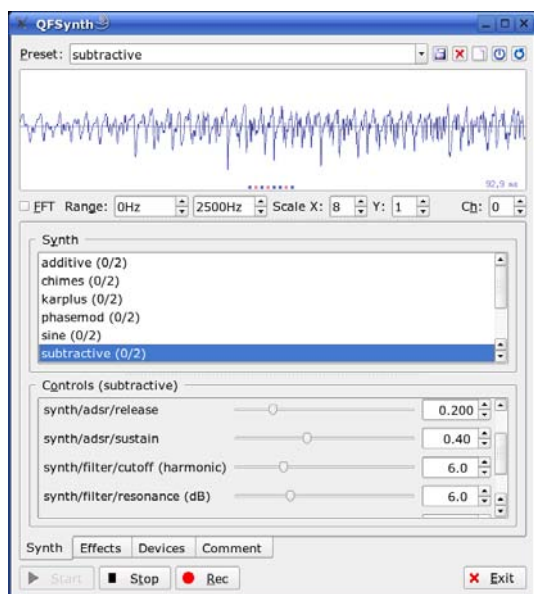 QFSynth
Preset: subtractive
92,9 ms
FFT Range: 0Hz 2500Hz Scale X: 8 Y: 1 Ch: 0
Synth
additive (0/2)
chimes (0/2)
karplus (0/2)
phasemod (0/2)
sine (0/2)
subtractive (0/2)
Controls (subtractive)
synth/adsr/release 0.200
synth/adsr/sustain 0.40
synth/filter/cutoff (harmonic) 6.0
synth/filter/resonance (dB) 6.0
Synth Effects Devices Comment
Start Stop Rec Exit